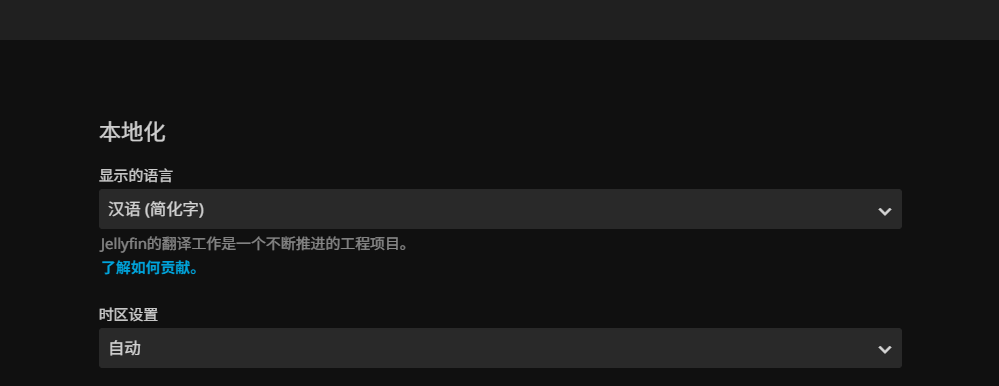 本地化
显示的语言
汉语 (简化字)
Jellyfin的翻译工作是一个不断推进的工程项目。
了解如何贡献。
时区设置
自动